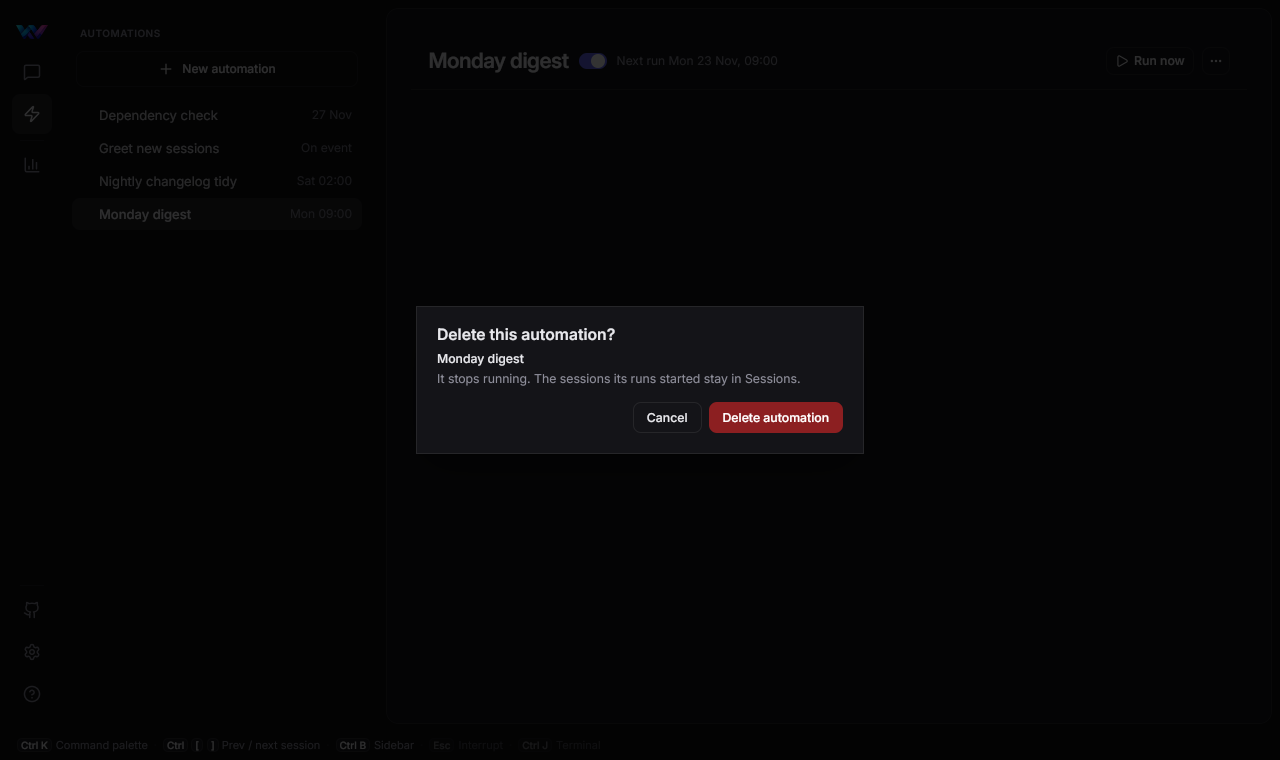 AUTOMATIONS
New automation
Dependency check 27 Nov
Greet new sessions On event
Nightly changelog tidy Sat 02:00
Monday digest Mon 09:00
Monday digest Next run Mon 23 Nov, 09:00 Run now
Delete this automation?
Monday digest
It stops running. The sessions its runs started stay in Sessions.
Cancel Delete automation
Ctrl K Command palette Ctrl [ ] Prev / next session Ctrl B Sidebar Esc Interrupt Ctrl J Terminal